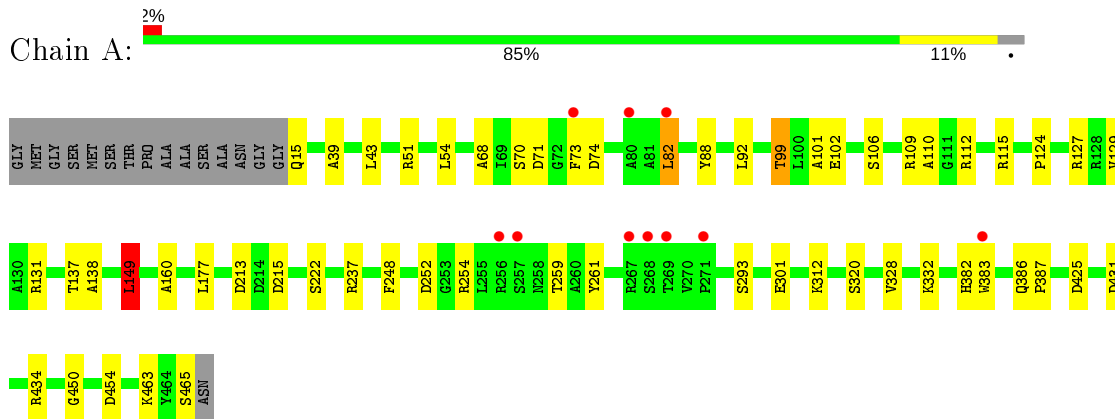 2%
Chain A:
85% 11% •
GLY MET GLY SER MET SER SER THR PRO ALA ALA SER ALA ASN GLY GLY Q15 A39 L43 R51 L54 A68 I69 S70 D71 G72 F73 D74 A80 A81 L82 Y88 L92 T99 L100 A101 E102 S106 R109 A110 G111 R112 R115 P124 R127 R128
A130 R131 T137 A138 L149 A160 L177 D213 D214 D215 S222 R237 F248 D252 G253 R254 L255 R256 S257 N258 T259 A260 Y261 R267 S268 T269 V270 P271 S293 E301 K312 S320 V328 K332 H382 W383 Q386 P387 D425
R434 G450 D454 K463 Y464 S465 ASN